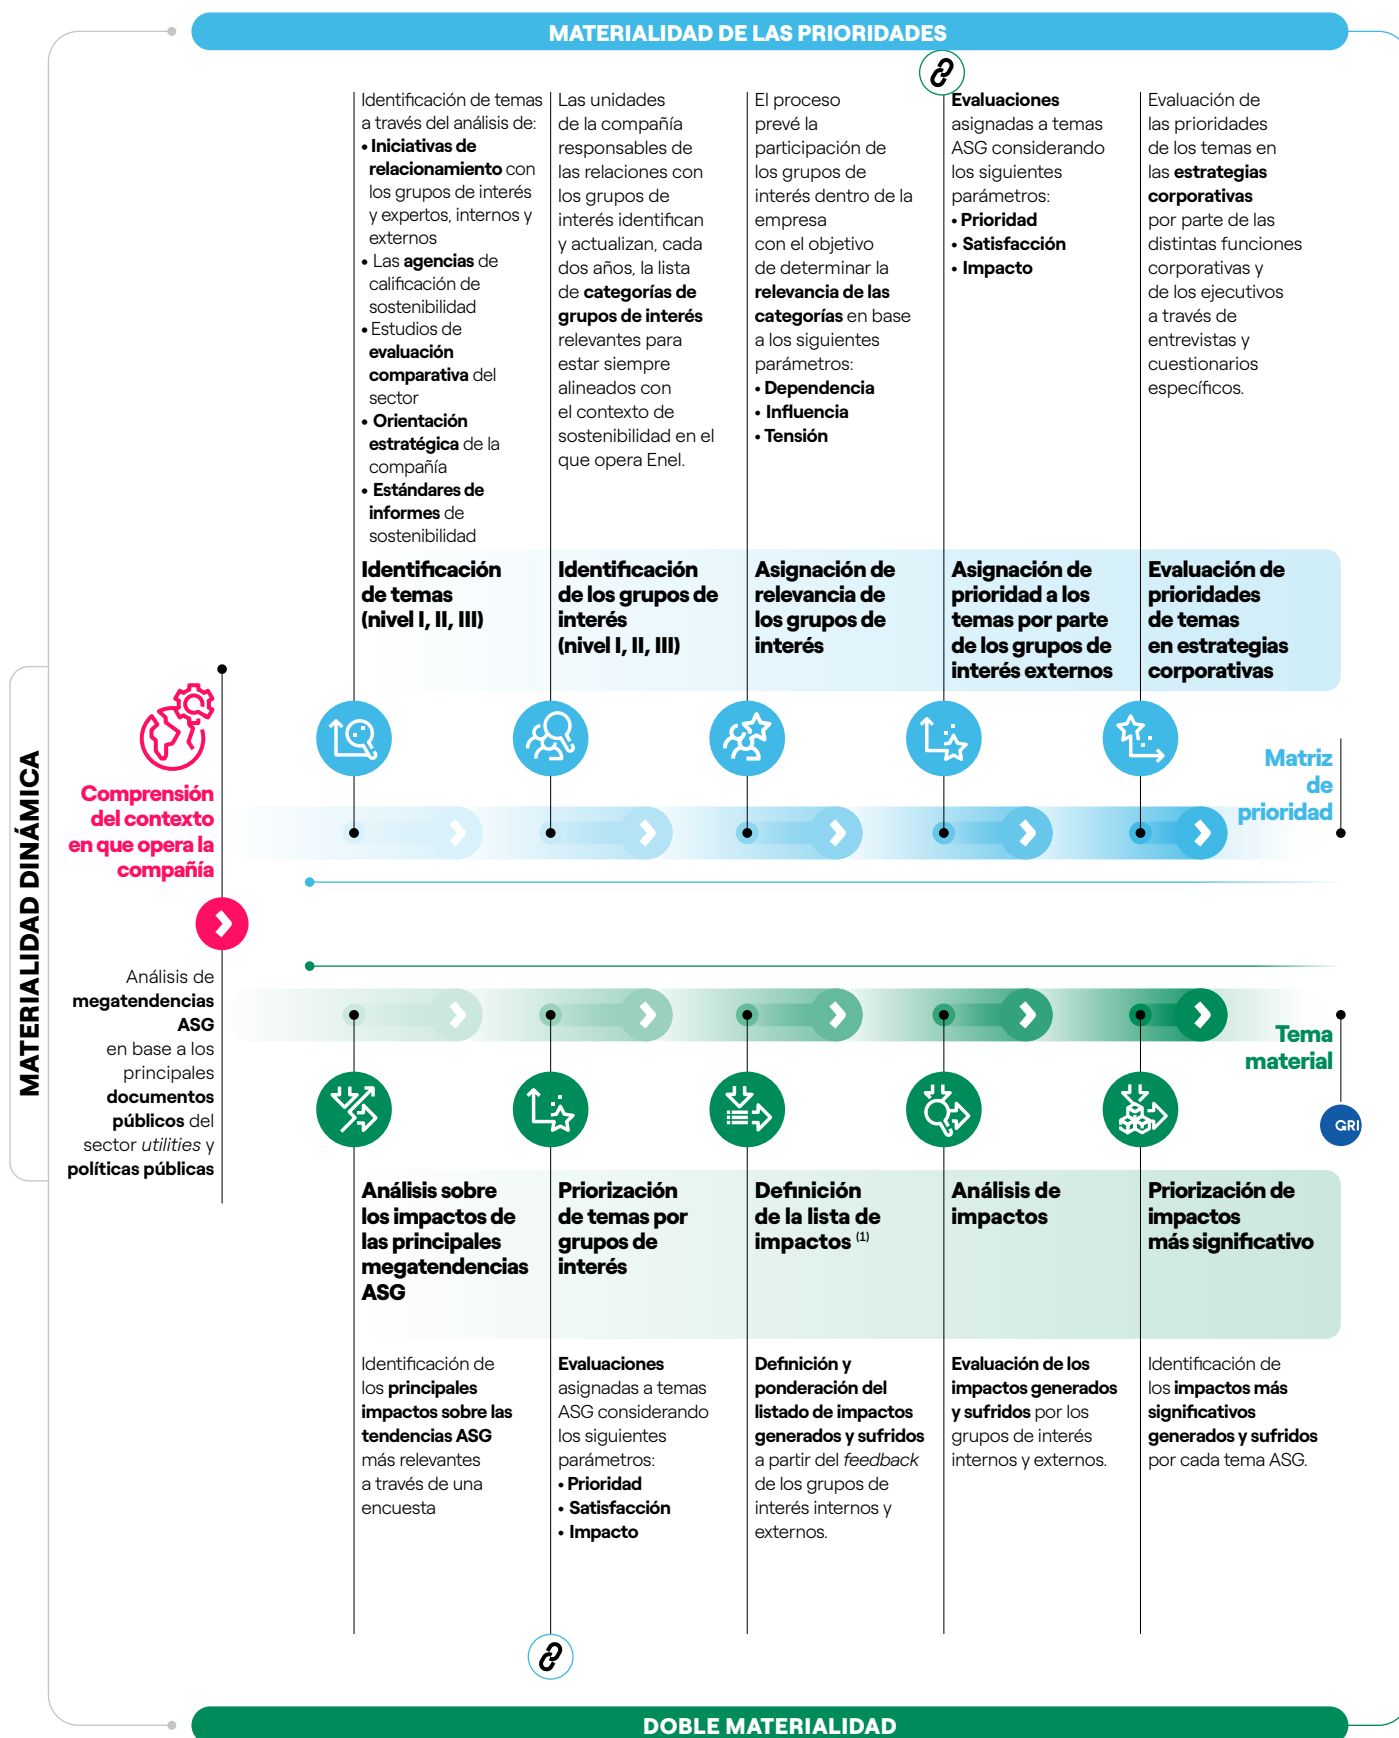 MATERIALIDAD DE LAS PRIORIDADES
Identificación de temas
a través del análisis de:
• Iniciativas de
relacionamiento con
los grupos de interés
y expertos, internos y
externos
• Las agencias de
calificación de
sostenibilidad
• Estudios de
evaluación
comparativa del
sector
• Orientación
estratégica de la
compañía
• Estándares de
informes de
sostenibilidad
Las unidades
de la compañía
responsables de
las relaciones con
los grupos de
interés identifican
y actualizan, cada
dos años, la lista
de categorías de
grupos de interés
relevantes para
estar siempre
alineados con
el contexto de
sostenibilidad en el
que opera Enel.
El proceso
prevé la
participación de
los grupos de
interés dentro de la
empresa
con el objetivo
de determinar la
relevancia de las
categorías en base
a los siguientes
parámetros:
• Dependencia
• Influencia
• Tensión
Evaluaciones
asignadas a temas
ASG considerando
los siguientes
parámetros:
• Prioridad
• Satisfacción
• Impacto
Evaluación de
las prioridades
de los temas en
las estrategias
corporativas
por parte de las
distintas funciones
corporativas y
de los ejecutivos
a través de
entrevistas y
cuestionarios
específicos.
Identificación
de temas
(nivel I, II, III)
Identificación
de los grupos de
interés
(nivel I, II, III)
Asignación de
relevancia de
los grupos de
interés
Asignación de
prioridad a los
temas por parte
de los grupos de
interés externos
Evaluación de
prioridades
de temas
en estrategias
corporativas
MATERIALIDAD DINÁMICA
Comprensión
del contexto
en que opera la
compañía
Matriz
de
prioridad
Análisis de
megatendencias
ASG
en base a los
principales
documentos
públicos del
sector utilities y
políticas públicas
Tema
material
GRI
Análisis sobre
los impactos de
las principales
megatendencias
ASG
Priorización
de temas por
grupos de
interés
Definición
de la lista de
impactos (1)
Análisis de
impactos
Priorización de
impactos
más significativo
Identificación de
los principales
impactos sobre las
tendencias ASG
más relevantes
a través de una
encuesta
Evaluaciones
asignadas a temas
ASG considerando
los siguientes
parámetros:
• Prioridad
• Satisfacción
• Impacto
Definición y
ponderación del
listado de impactos
generados y sufridos
a partir del feedback
de los grupos de
interés internos y
externos.
Evaluación de los
impactos generados
y sufridos por los
grupos de interés
internos y externos.
Identificación de
los impactos más
significativos
generados y sufridos
por cada tema ASG.
DOBLE MATERIALIDAD